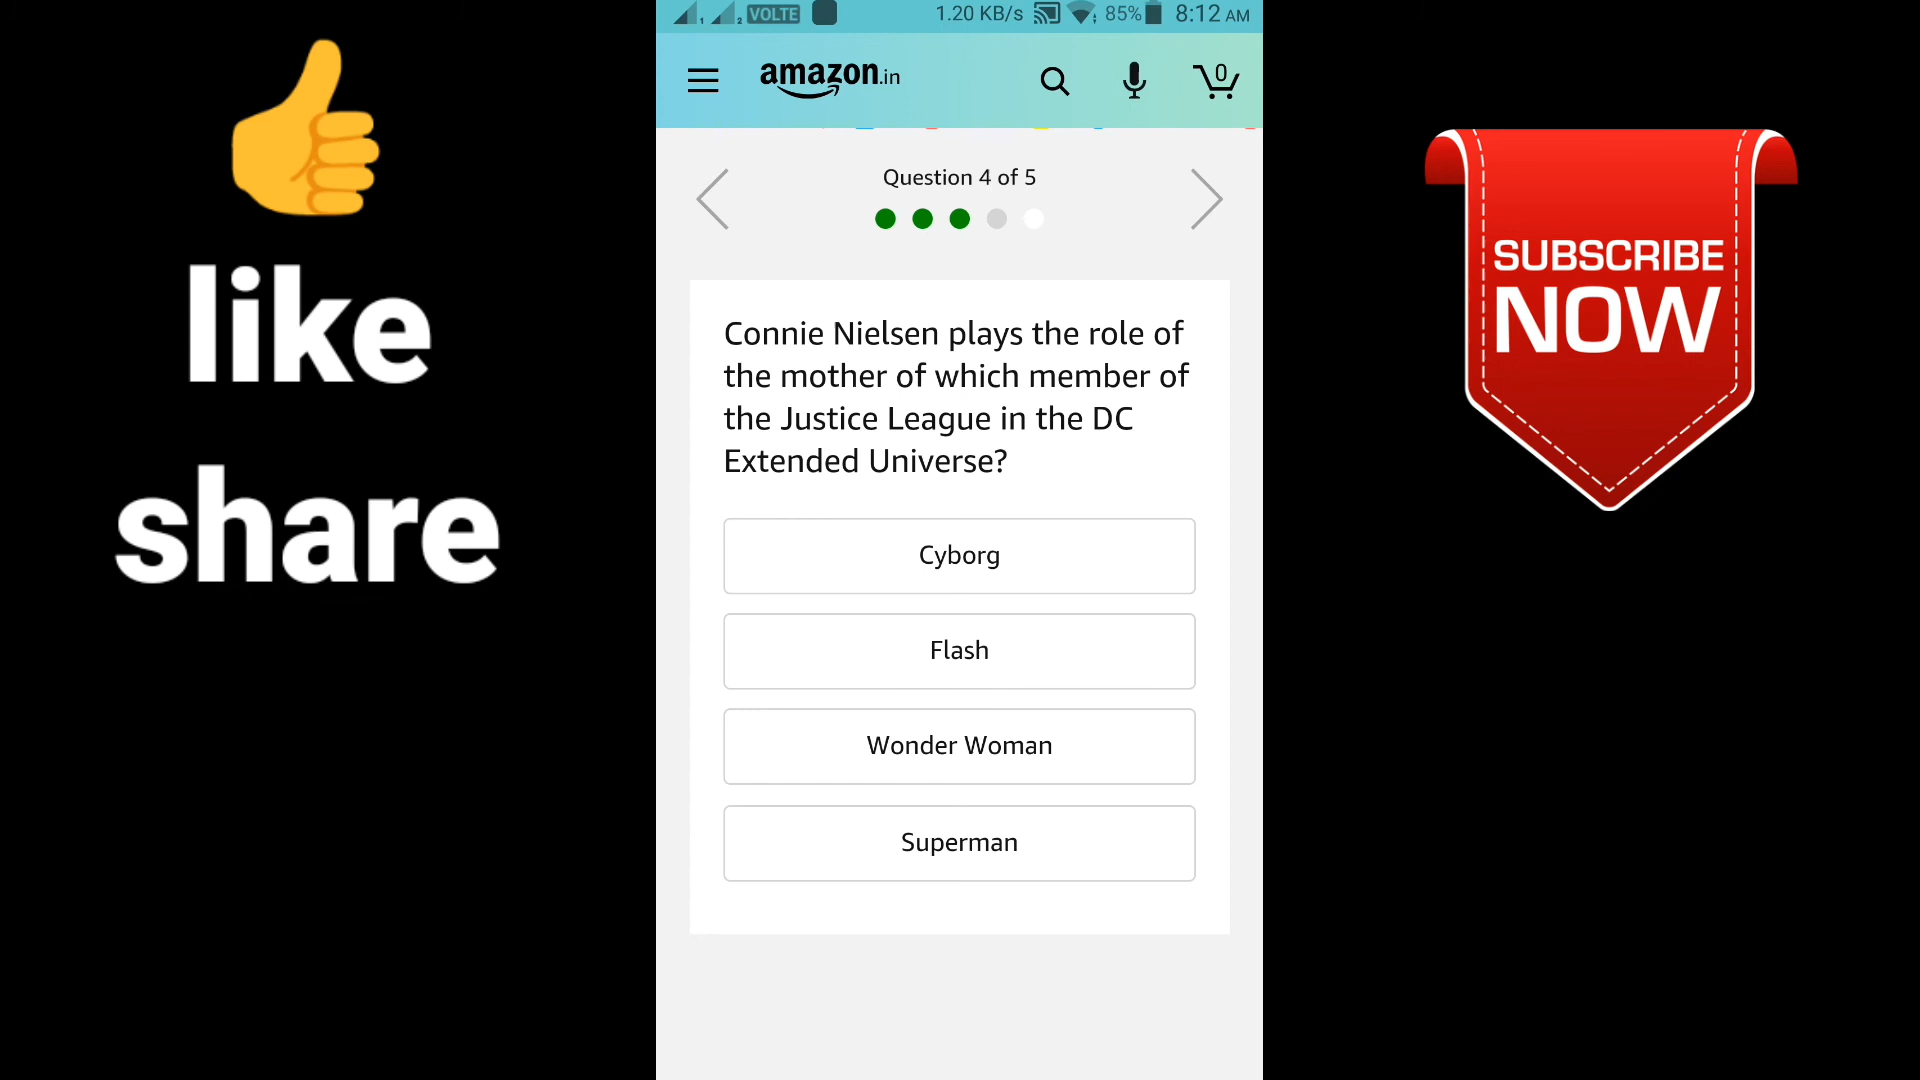 1 2 VOLTE 1.20 KB/s 85% 8:12 AM
amazon.in 0
Question 4 of 5
Connie Nielsen plays the role of
the mother of which member of
the Justice League in the DC
Extended Universe?
Cyborg
Flash
Wonder Woman
Superman
like
share
SUBSCRIBE
NOW